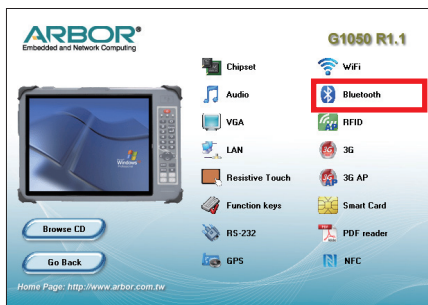 ARBOR®
Embedded and Network Computing
G1050 R1.1
Chipset
WiFi
Audio
Bluetooth
VGA
RFID
LAN
3G
Resistive Touch
3G AP
Function keys
Smart Card
RS-232
PDF reader
GPS
NFC
Windows
Browse CD
Go Back
Home Page: http://www.arbor.com.tw